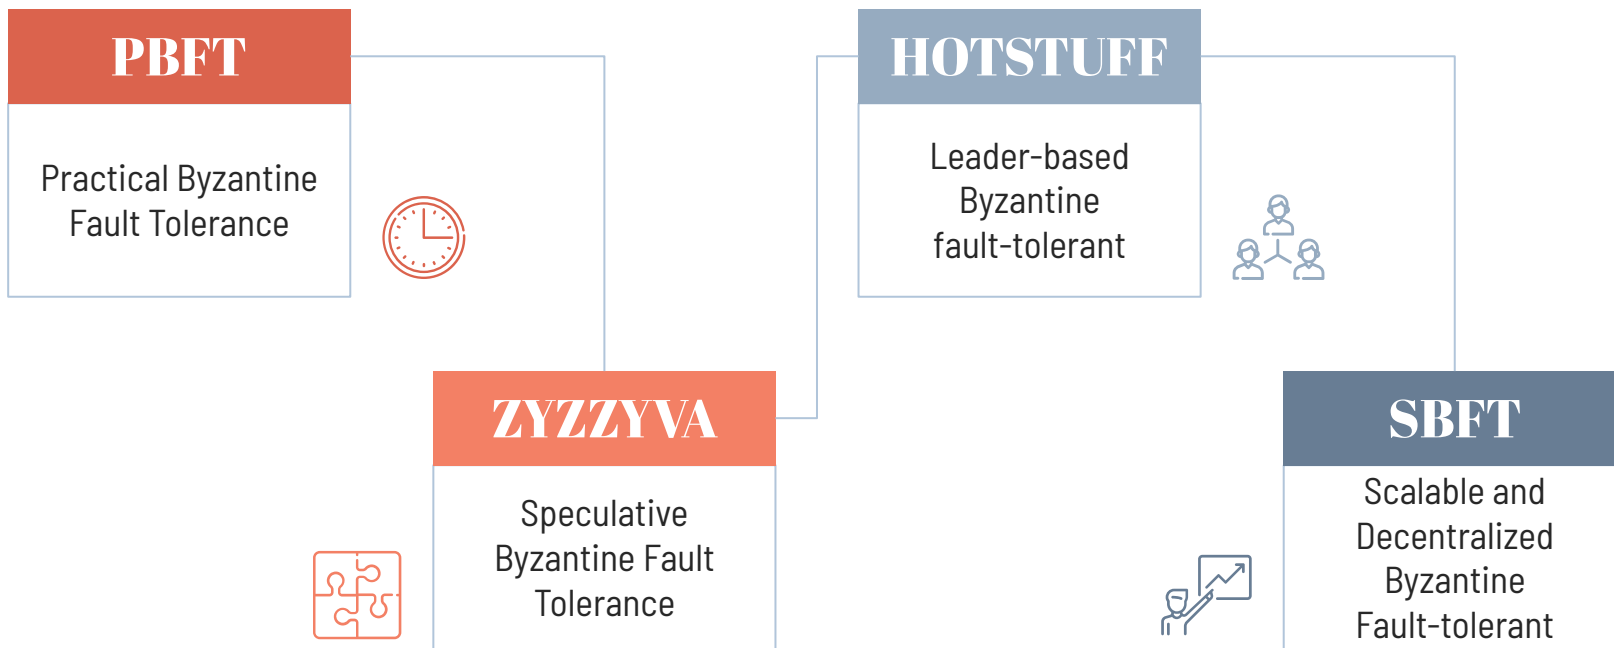 PBFT
Practical Byzantine
Fault Tolerance
ZYZZYVA
Speculative
Byzantine Fault
Tolerance
HOTSTUFF
Leader-based
Byzantine
fault-tolerant
SBFT
Scalable and
Decentralized
Byzantine
Fault-tolerant